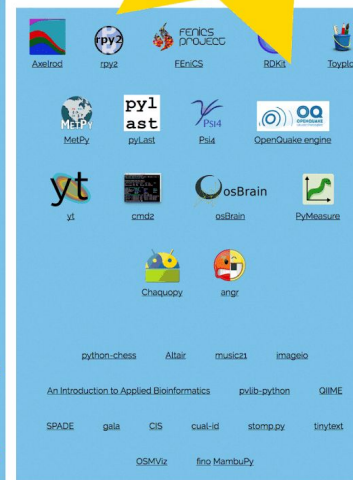 rpy2
FENICS
PROJECT
Axelrod rpy2 FEniCS RDKit Toyplo
MetPy
pyl
ast
PSI4
OQ
OPENQUAKE
MetPy pyLast Psi4 OpenQuake engine
yt
osBrain
yt cmd2 osBrain PyMeasure
Chaquopy angr
python-chess Altair music21 imageio
An Introduction to Applied Bioinformatics pvlib-python QIIME
SPADE gala CIS cual-id stomp.py tinytext
OSMViz fino MambuPy